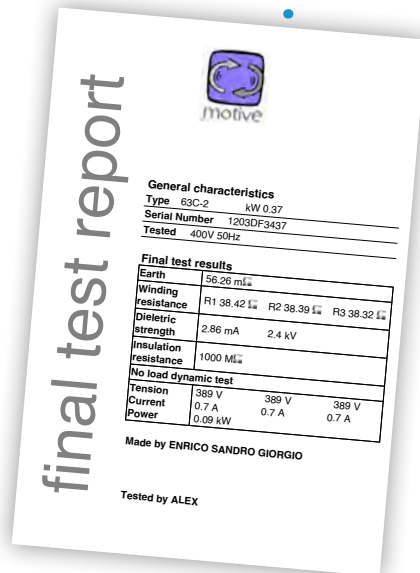 final test report
motive
General characteristics
Type 63C-2 kW 0.37
Serial Number 1203DF3437
Tested 400V 50Hz
Final test results
Earth 56.26 m
Winding resistance R1 38.42 R2 38.39 R3 38.32
Dieletric strength 2.86 mA 2.4 kV
Insulation resistance 1000 M
No load dynamic test
Tension 389 V 389 V 389 V
Current 0.7 A 0.7 A 0.7 A
Power 0.09 kW
Made by ENRICO SANDRO GIORGIO
Tested by ALEX